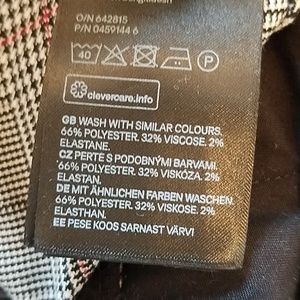 O/N 642815
P/N 0459144 6
40
P
clevercare.info
GB WASH WITH SIMILAR COLOURS.
66% POLYESTER. 32% VISCOSE. 2%
ELASTANE.
CZ PERTE S PODOBNÝMI BARVAMI.
66% POLYESTER. 32% VISKÓZA. 2%
ELASTAN.
DE MIT ÄHNLICHEN FARBEN WASCHEN.
66% POLYESTER. 32% VISKOSE. 2%
ELASTHAN.
EE PESE KOOS SARNAST VÄRVI